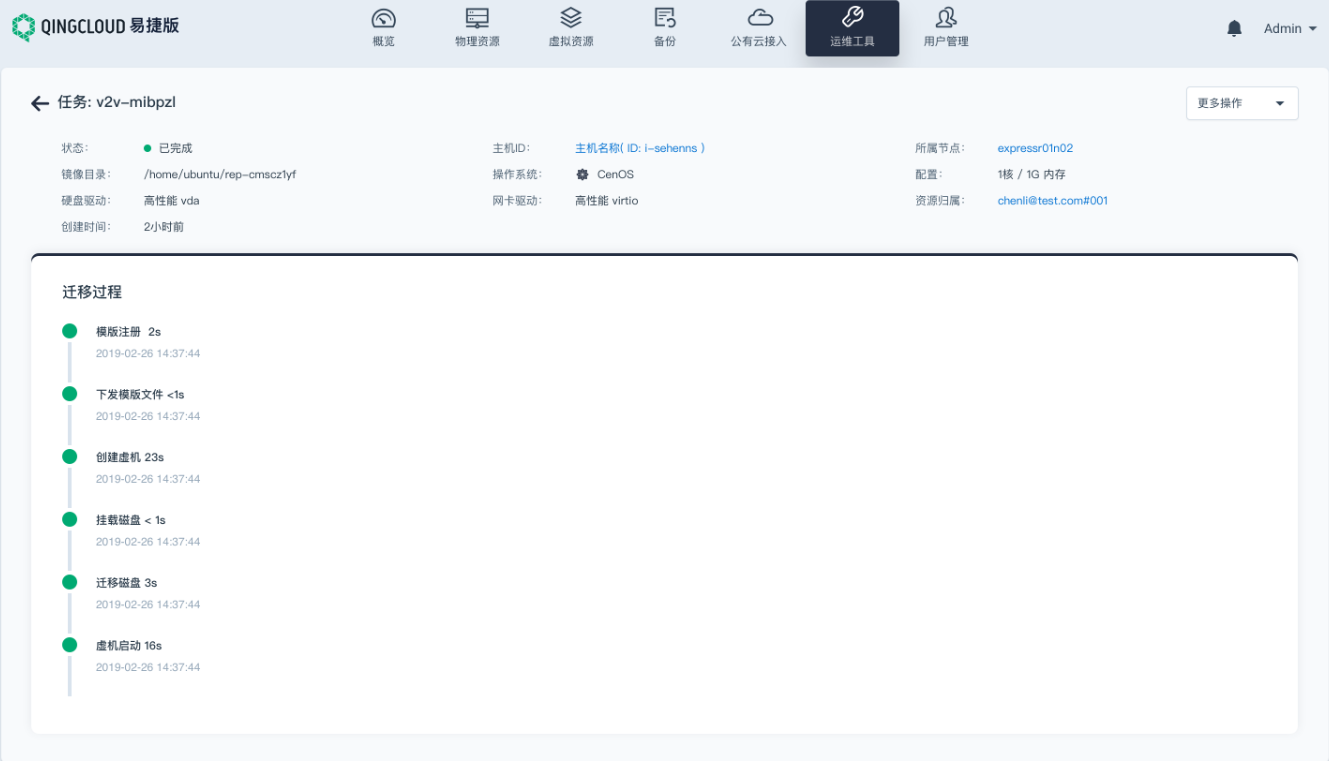 QINGCLOUD 易捷版
概览
物理资源
虚拟资源
备份
公有云接入
运维工具
用户管理
Admin
任务: v2v-mibpzl
更多操作
状态: 已完成
主机ID: 主机名称( ID: i-sehenns )
所属节点: expressr01n02
镜像目录: /home/ubuntu/rep-cmscz1yf
操作系统: CenOS
配置: 1核 / 1G 内存
硬盘驱动: 高性能 vda
网卡驱动: 高性能 virtio
资源归属: chenli@test.com#001
创建时间: 2小时前
迁移过程
模版注册 2s
2019-02-26 14:37:44
下发模版文件 <1s
2019-02-26 14:37:44
创建虚机 23s
2019-02-26 14:37:44
挂载磁盘 < 1s
2019-02-26 14:37:44
迁移磁盘 3s
2019-02-26 14:37:44
虚机启动 16s
2019-02-26 14:37:44